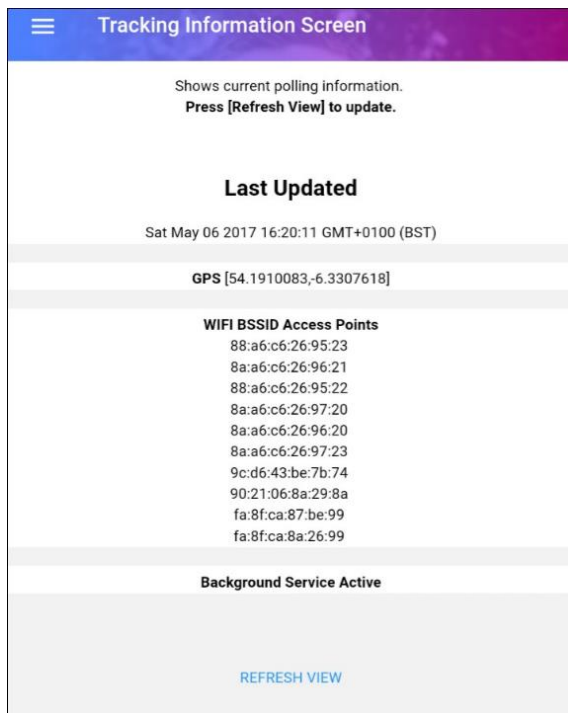 Tracking Information Screen
Shows current polling information.
Press [Refresh View] to update.
Last Updated
Sat May 06 2017 16:20:11 GMT+0100 (BST)
GPS [54.1910083,-6.3307618]
WIFI BSSID Access Points
88:a6:c6:26:95:23
8a:a6:c6:26:96:21
88:a6:c6:26:95:22
8a:a6:c6:26:97:20
8a:a6:c6:26:96:20
8a:a6:c6:26:97:23
9c:d6:43:be:7b:74
90:21:06:8a:29:8a
fa:8f:ca:87:be:99
fa:8f:ca:8a:26:99
Background Service Active
REFRESH VIEW